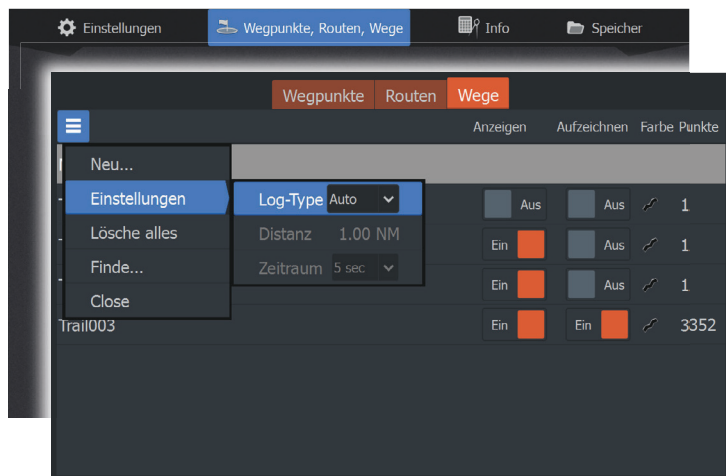 Einstellungen Wegpunkte, Routen, Wege Info Speicher
Wegpunkte Routen Wege
Anzeigen Aufzeichnen Farbe Punkte
Neu...
Einstellungen Log-Type Auto Aus Aus 1
Lösche alles Distanz 1.00 NM Ein Aus 1
Finde... Zeitraum 5 sec Ein Aus 1
Close
Trail003 Ein Ein 3352